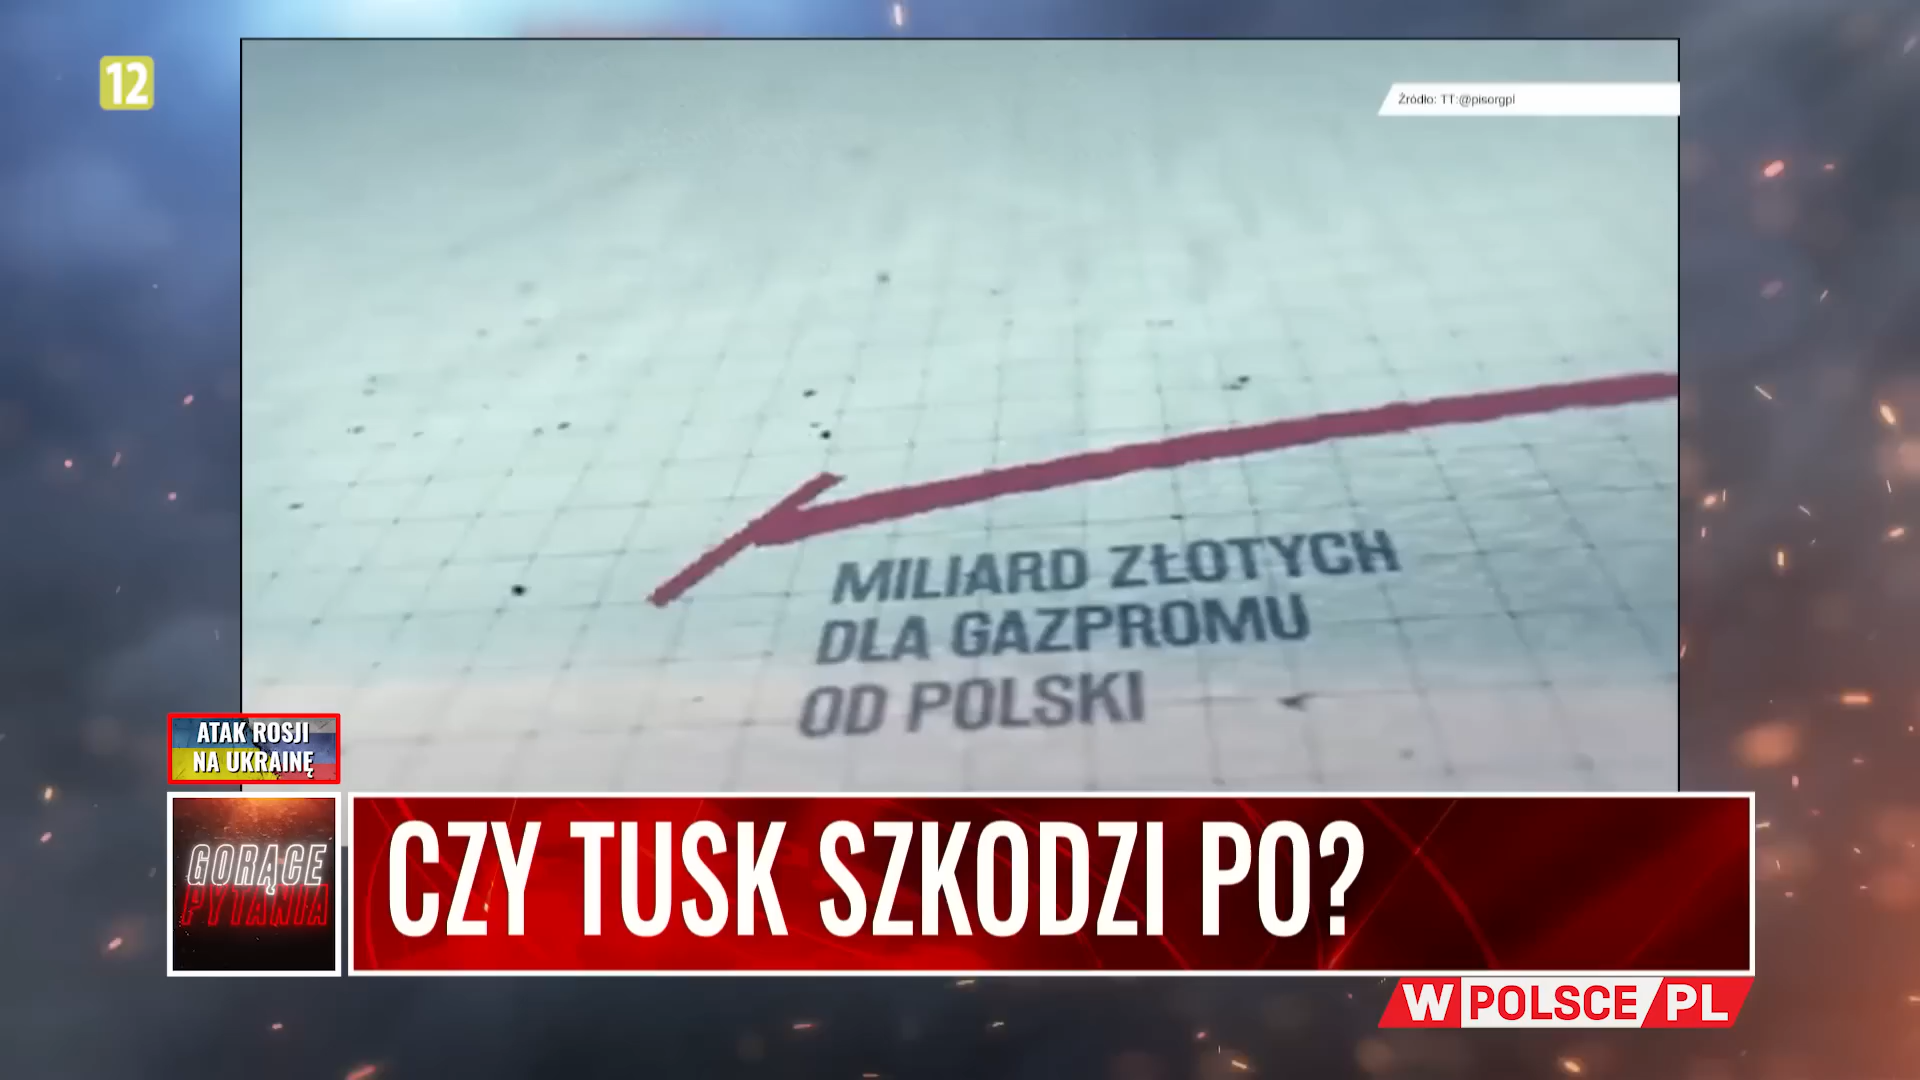 12
Źródło: TT:@pisorgpl
MILIARD ZŁOTYCH
DLA GAZPROMU
OD POLSKI
ATAK ROSJI
NA UKRAINĘ
GORĄCE
PYTANIA
CZY TUSK SZKODZI PO?
WPOLSCE/PL